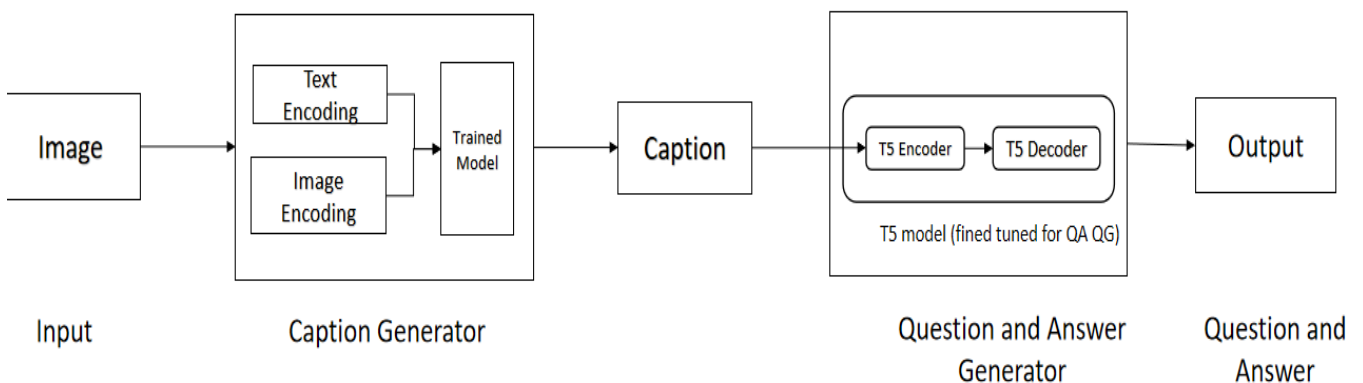 Image
Text
Encoding
Image
Encoding
Trained
Model
Caption
T5 Encoder
T5 Decoder
T5 model (fined tuned for QA QG)
Output
Input
Caption Generator
Question and Answer
Generator
Question and
Answer